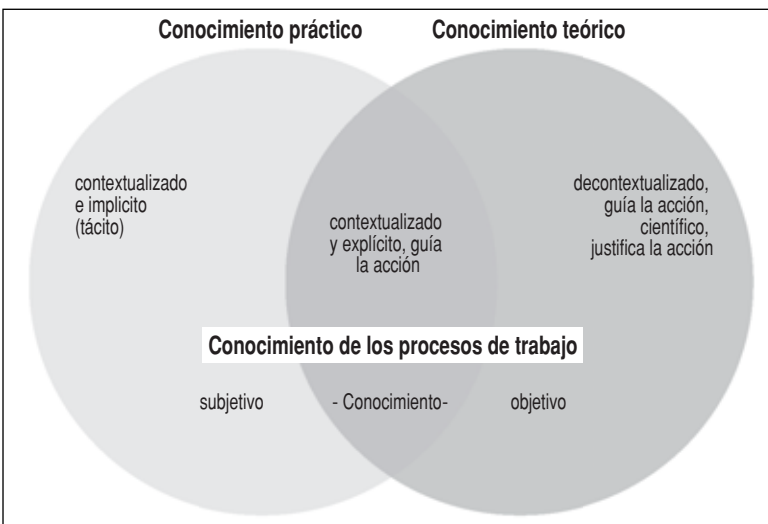 Conocimiento práctico
Conocimiento teórico
contextualizado
e implicito
(tácito)
contextualizado
y explícito, guía
la acción
decontextualizado,
guía la acción,
científico,
justifica la acción
Conocimiento de los procesos de trabajo
subjetivo - Conocimiento- objetivo